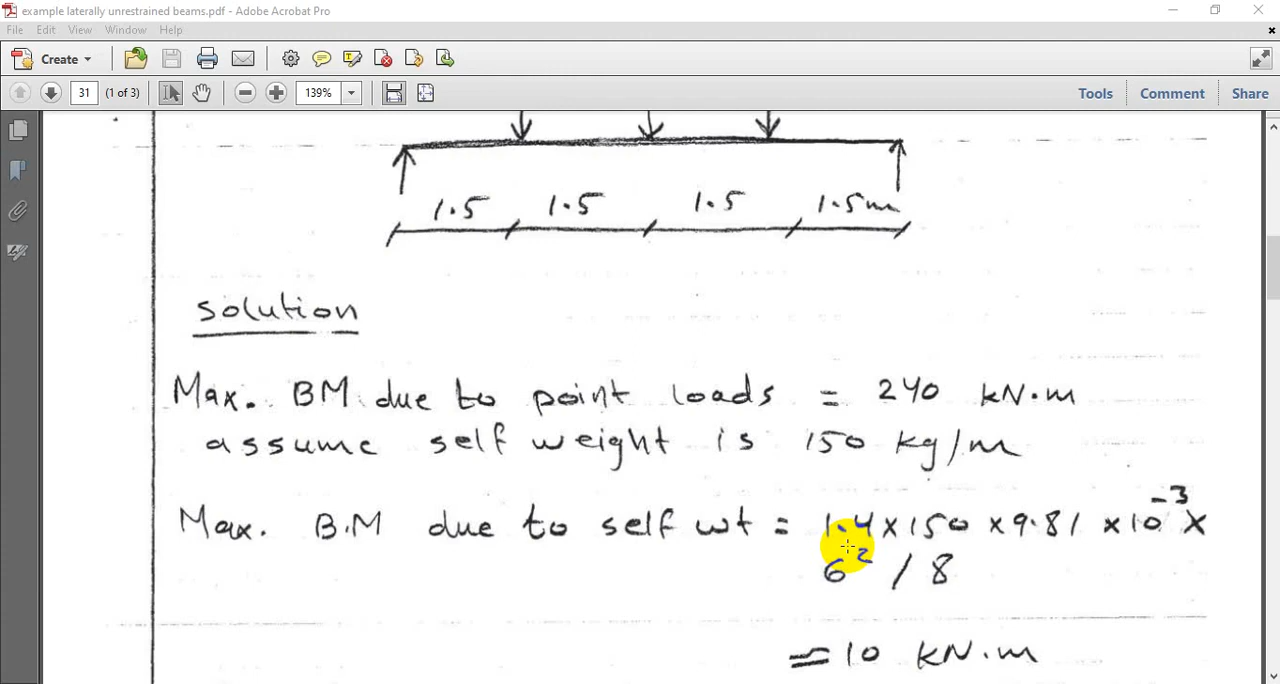 example laterally unrestrained beams.pdf - Adobe Acrobat Pro
File Edit View Window Help
Create
31 (1 of 3) 139% Tools Comment Share
1.5 1.5 1.5 1.5m
solution
Max. BM due to point loads = 240 kN.m
assume self weight is 150 kg/m
Max. B.M due to self wt = 1.4 x 150 x 9.81 x 10⁻³ x
6² / 8
= 10 kN.m